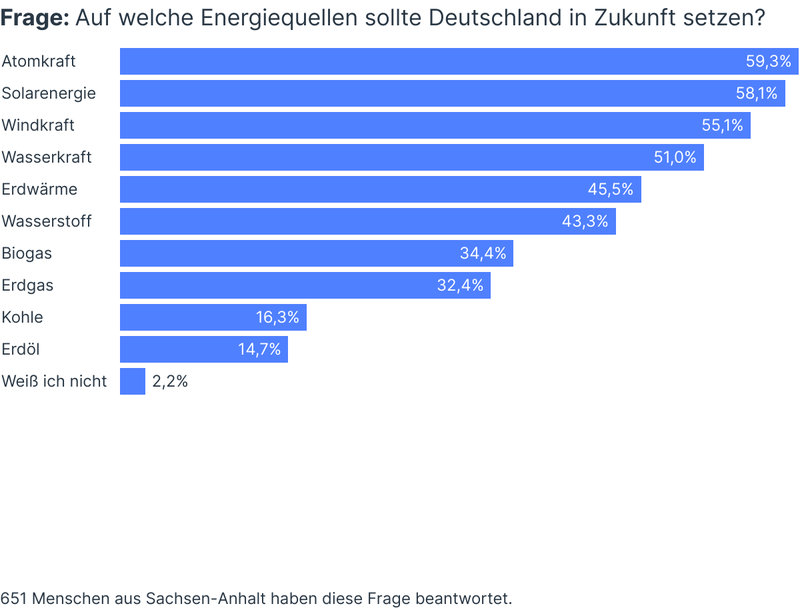 Frage: Auf welche Energiequellen sollte Deutschland in Zukunft setzen?
Atomkraft 59,3%
Solarenergie 58,1%
Windkraft 55,1%
Wasserkraft 51,0%
Erdwärme 45,5%
Wasserstoff 43,3%
Biogas 34,4%
Erdgas 32,4%
Kohle 16,3%
Erdöl 14,7%
Weiß ich nicht 2,2%
651 Menschen aus Sachsen-Anhalt haben diese Frage beantwortet.